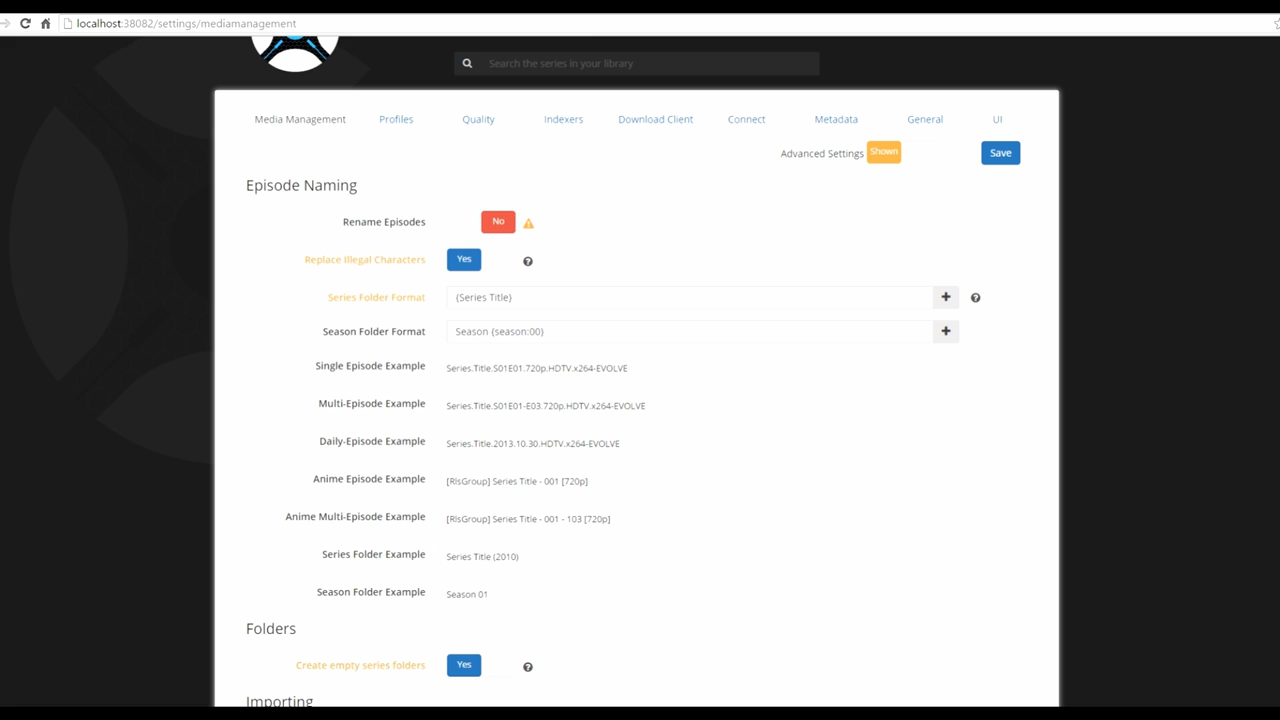 localhost:38082/settings/mediamanagement
Search the series in your library
Media Management Profiles Quality Indexers Download Client Connect Metadata General UI
Advanced Settings Shown Save
Episode Naming
Rename Episodes No
Replace Illegal Characters Yes
Series Folder Format {Series Title}
Season Folder Format Season {season:00}
Single Episode Example Series.Title.S01E01.720p.HDTV.x264-EVOLVE
Multi-Episode Example Series.Title.S01E01-E03.720p.HDTV.x264-EVOLVE
Daily-Episode Example Series.Title.2013.10.30.HDTV.x264-EVOLVE
Anime Episode Example [RlsGroup] Series Title - 001 [720p]
Anime Multi-Episode Example [RlsGroup] Series Title - 001 - 103 [720p]
Series Folder Example Series Title (2010)
Season Folder Example Season 01
Folders
Create empty series folders Yes
Importing